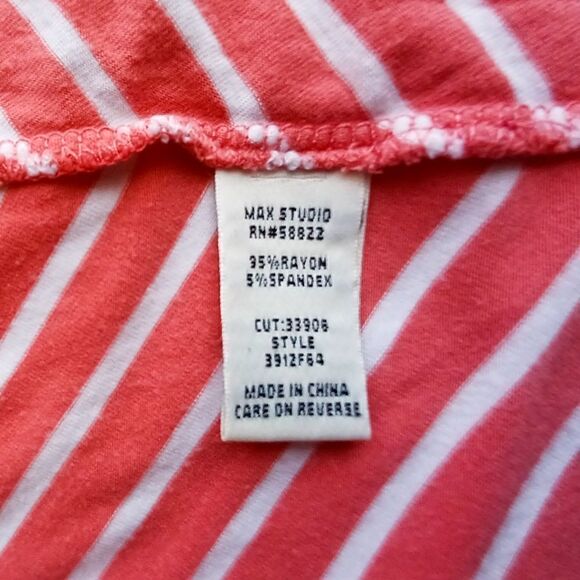 MAX STUDIO
RN#58822
95%RAYON
5%SPANDEX
CUT:33906
STYLE
3912F64
MADE IN CHINA
CARE ON REVERSE